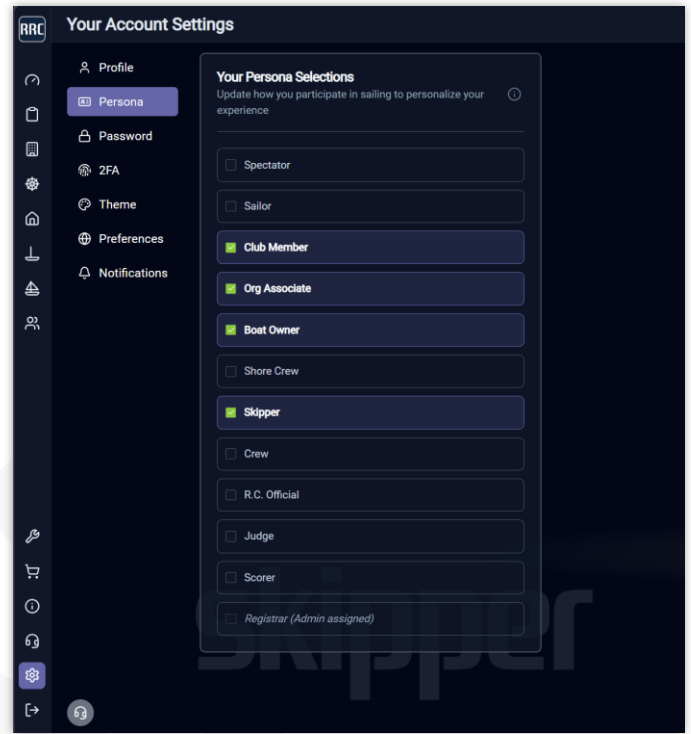 RRC
Your Account Settings
Profile
Persona
Password
2FA
Theme
Preferences
Notifications
Your Persona Selections
Update how you participate in sailing to personalize your
experience
Spectator
Sailor
Club Member
Org Associate
Boat Owner
Shore Crew
Skipper
Crew
R.C. Official
Judge
Scorer
Registrar (Admin assigned)
skipper